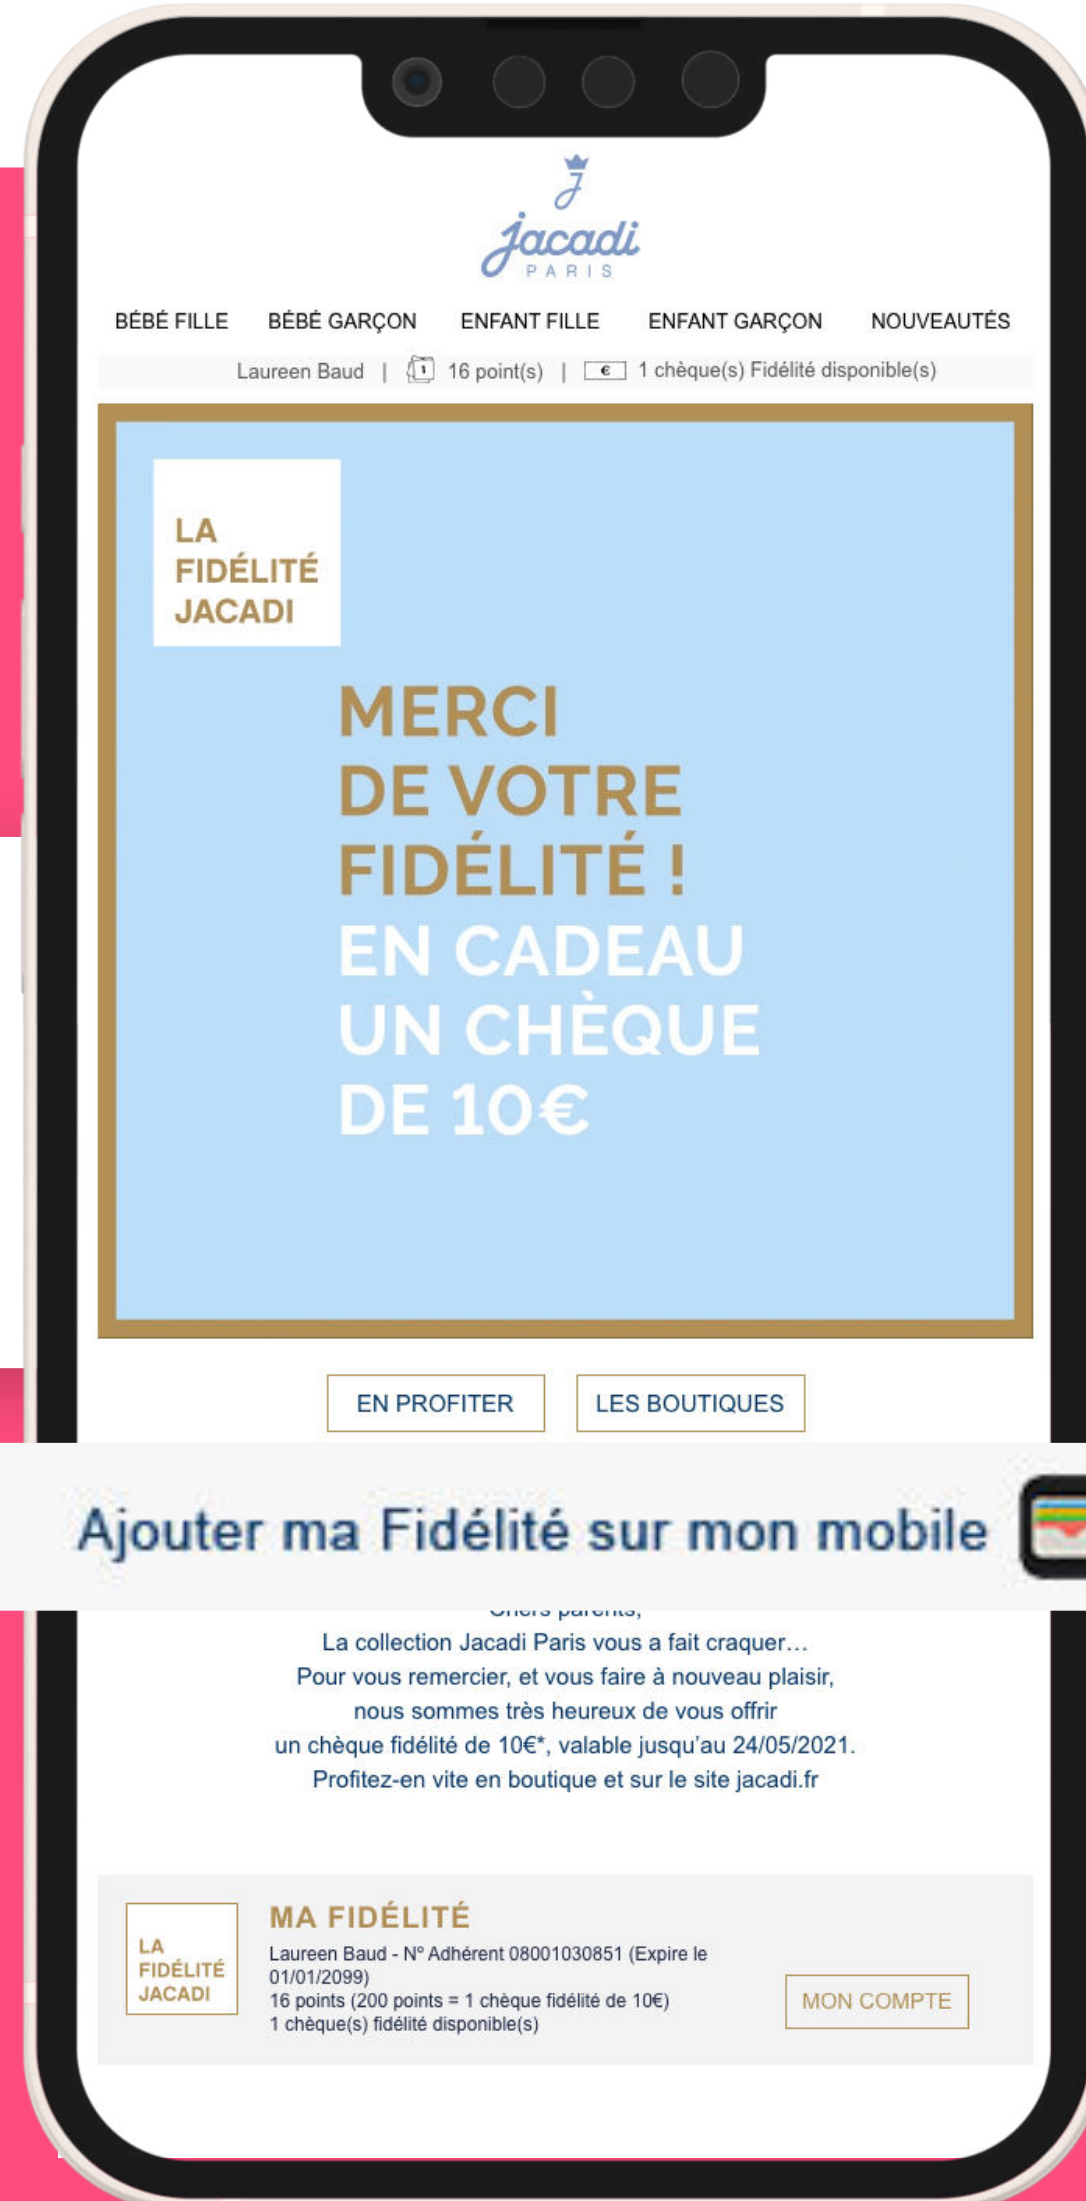 J
jacadi
PARIS
BÉBÉ FILLE BÉBÉ GARÇON ENFANT FILLE ENFANT GARÇON NOUVEAUTÉS
Laureen Baud | 1 16 point(s) | € 1 chèque(s) Fidélité disponible(s)
LA
FIDÉLITÉ
JACADI
MERCI
DE VOTRE
FIDÉLITÉ !
EN CADEAU
UN CHÈQUE
DE 10€
EN PROFITER LES BOUTIQUES
Ajouter ma Fidélité sur mon mobile
Chers parents,
La collection Jacadi Paris vous a fait craquer…
Pour vous remercier, et vous faire à nouveau plaisir,
nous sommes très heureux de vous offrir
un chèque fidélité de 10€*, valable jusqu'au 24/05/2021.
Profitez-en vite en boutique et sur le site jacadi.fr
LA
FIDÉLITÉ
JACADI
MA FIDÉLITÉ
Laureen Baud - Nº Adhérent 08001030851 (Expire le
01/01/2099)
16 points (200 points = 1 chèque fidélité de 10€)
1 chèque(s) fidélité disponible(s)
MON COMPTE